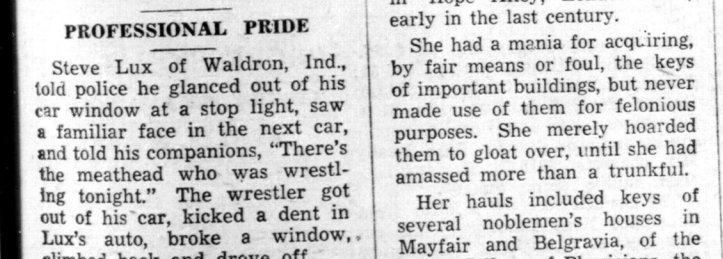 PROFESSIONAL PRIDE
Steve Lux of Waldron, Ind.,
told police he glanced out of his
car window at a stop light, saw
a familiar face in the next car,
and told his companions, "There's
the meathead who was wrestl-
ing tonight." The wrestler got
out of his car, kicked a dent in
Lux's auto, broke a window,
climbed back and drove off.
early in the last century.
She had a mania for acquiring,
by fair means or foul, the keys
of important buildings, but never
made use of them for felonious
purposes. She merely hoarded
them to gloat over, until she had
amassed more than a trunkful.
Her hauls included keys of
several noblemen's houses in
Mayfair and Belgravia, of the